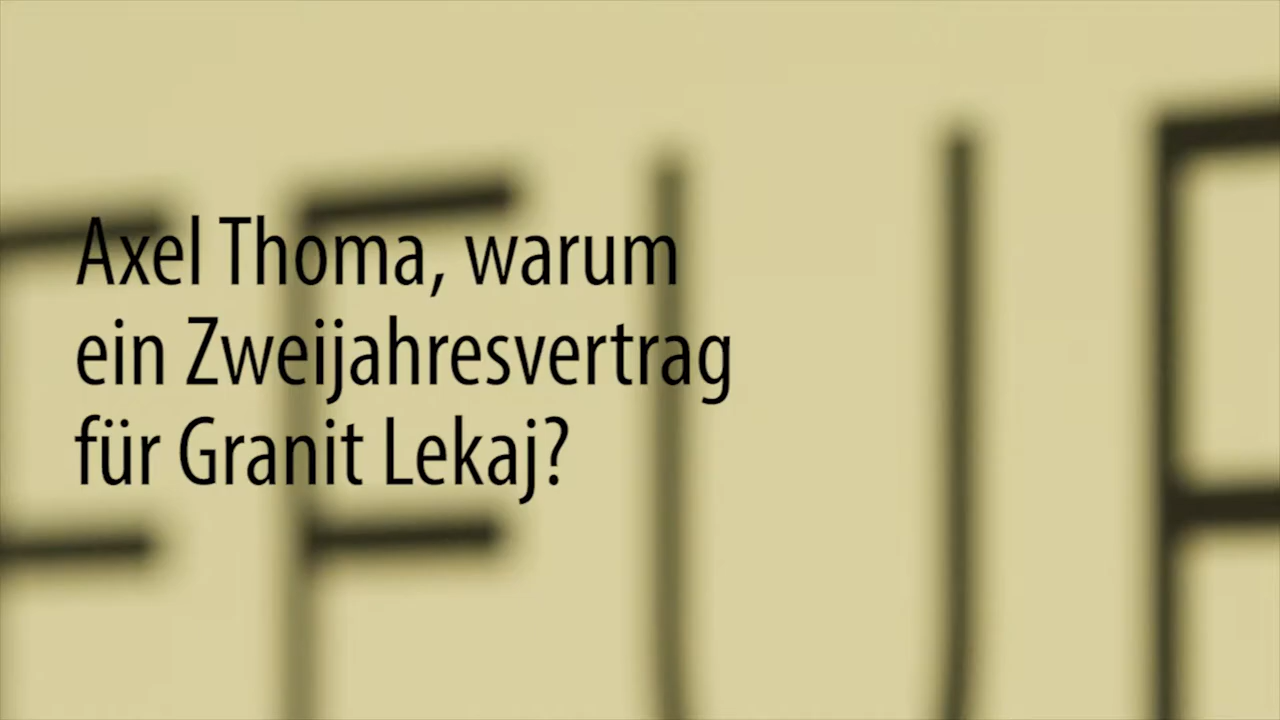 Axel Thoma, warum
ein Zweijahresvertrag
für Granit Lekaj?